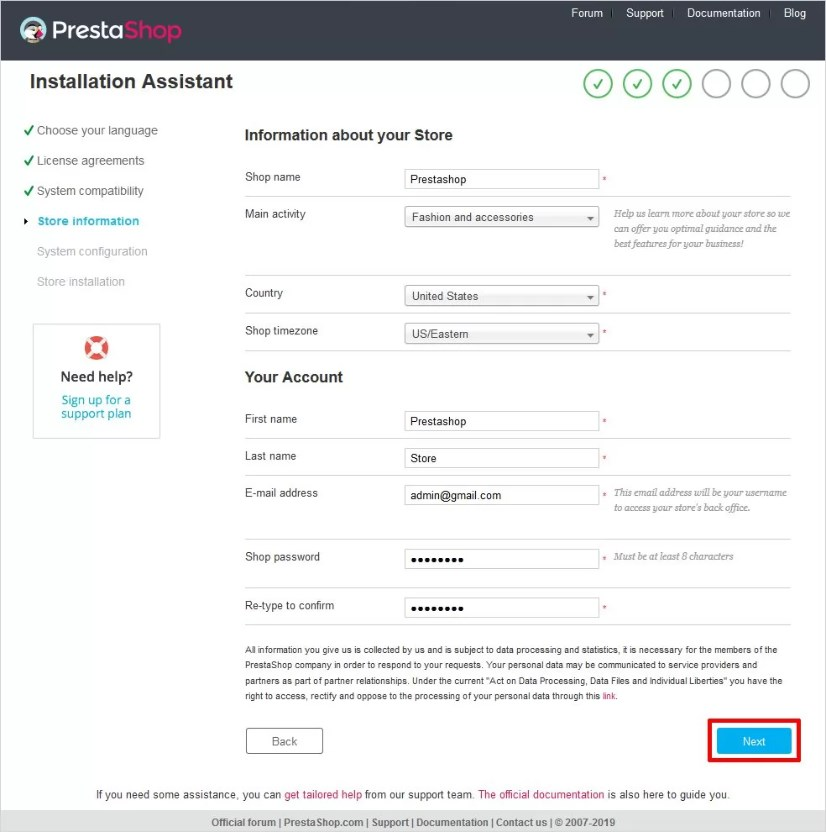 PrestaShop
Forum
Support
Documentation
Blog
Installation Assistant
Choose your language
License agreements
System compatibility
Store information
System configuration
Store installation
Need help?
Sign up for a
support plan
Information about your Store
Shop name
Prestashop
*
Main activity
Fashion and accessories
Help us learn more about your store so we
can offer you optimal guidance and the
best features for your business!
Country
United States
*
Shop timezone
US/Eastern
*
Your Account
First name
Prestashop
*
Last name
Store
*
E-mail address
admin@gmail.com
*
This email address will be your username
to access your store's back office.
Shop password
••••••••
*
Must be at least 8 characters
Re-type to confirm
••••••••
*
All information you give us is collected by us and is subject to data processing and statistics, it is necessary for the members of the
PrestaShop company in order to respond to your requests. Your personal data may be communicated to service providers and
partners as part of partner relationships. Under the current "Act on Data Processing, Data Files and Individual Liberties" you have the
right to access, rectify and oppose to the processing of your personal data through this link.
Back
Next
If you need some assistance, you can get tailored help from our support team. The official documentation is also here to guide you.
Official forum | PrestaShop.com | Support | Documentation | Contact us | © 2007-2019